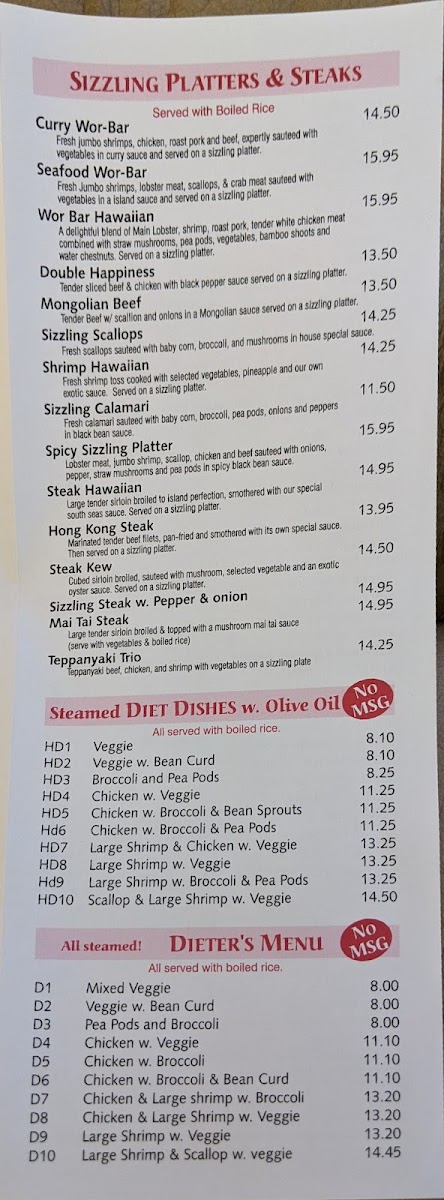 SIZZLING PLATTERS & STEAKS
Served with Boiled Rice
Curry Wor-Bar 14.50
Fresh jumbo shrimps, chicken, roast pork and beef, expertly sauteed with
vegetables in curry sauce and served on a sizzling platter.
Seafood Wor-Bar 15.95
Fresh Jumbo shrimps, lobster meat, scallops, & crab meat sauteed with
vegetables in a island sauce and served on a sizzling platter.
Wor Bar Hawaiian 15.95
A delightful blend of Main Lobster, shrimp, roast pork, tender white chicken meat
combined with straw mushrooms, pea pods, vegetables, bamboo shoots and
water chestnuts. Served on a sizzling platter.
Double Happiness 13.50
Tender sliced beef & chicken with black pepper sauce served on a sizzling platter.
Mongolian Beef 13.50
Tender Beef w/ scaltion and onions in a Mongolian sauce served on a sizzling platter.
Sizzling Scallops 14.25
Fresh scallops sauteed with baby corn, broccoli, and mushrooms in house special sauce.
Shrimp Hawaiian 14.25
Fresh shrimp toss cooked with selected vegetables, pineapple and our own
exotic sauce. Served on a sizzling platter.
Sizzling Calamari 11.50
Fresh calamari sauteed with baby corn, broccoli, pea pods, onions and peppers
in black bean sauce.
Spicy Sizzling Platter 15.95
Lobster meat, jumbo shrimp, scallop, chicken and beef sauteed with onions,
pepper, straw mushrooms and pea pods in spicy black bean sauce.
Steak Hawaiian 14.95
Large tender sirloin broiled to island perfection, smothered with our special
south seas sauce. Served on a sizzling platter.
Hong Kong Steak 13.95
Marinated tender beef filets, pan-fried and smothered with its own special sauce.
Then served on a sizzling platter.
Steak Kew 14.50
Cubed sirloin broiled, sauteed with mushroom, selected vegetable and an exotic
oyster sauce. Served on a sizzling platter.
Sizzling Steak w. Pepper & onion 14.95
Mai Tai Steak 14.95
Large tender sirloin broiled & topped with a mushroom mai tai sauce
(serve with vegetables & boiled rice)
Teppanyaki Trio 14.25
Teppanyaki beef, chicken, and shrimp with vegetables on a sizzling plate
Steamed DIET DISHES w. Olive Oil NO MSG
All served with boiled rice.
HD1 Veggie 8.10
HD2 Veggie w. Bean Curd 8.10
HD3 Broccoli and Pea Pods 8.25
HD4 Chicken w. Veggie 11.25
HD5 Chicken w. Broccoli & Bean Sprouts 11.25
Hd6 Chicken w. Broccoli & Pea Pods 11.25
HD7 Large Shrimp & Chicken w. Veggie 13.25
HD8 Large Shrimp w. Veggie 13.25
Hd9 Large Shrimp w. Broccoli & Pea Pods 13.25
HD10 Scallop & Large Shrimp w. Veggie 14.50
All steamed! DIETER'S MENU NO MSG
All served with boiled rice.
D1 Mixed Veggie 8.00
D2 Veggie w. Bean Curd 8.00
D3 Pea Pods and Broccoli 8.00
D4 Chicken w. Veggie 11.10
D5 Chicken w. Broccoli 11.10
D6 Chicken w. Broccoli & Bean Curd 11.10
D7 Chicken & Large shrimp w. Broccoli 13.20
D8 Chicken & Large Shrimp w. Veggie 13.20
D9 Large Shrimp w. Veggie 13.20
D10 Large Shrimp & Scallop w. veggie 14.45